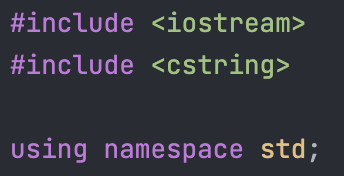 #include <iostream>
#include <cstring>
using namespace std;